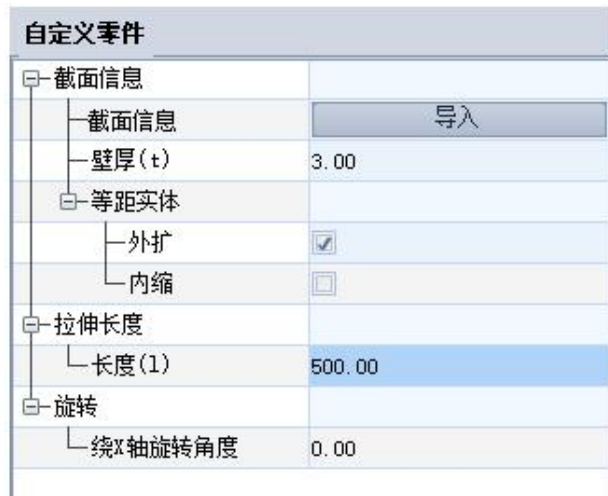 自定义零件
截面信息
截面信息 导入
壁厚(t) 3.00
等距实体
外扩
内缩
拉伸长度
长度(l) 500.00
旋转
绕X轴旋转角度 0.00